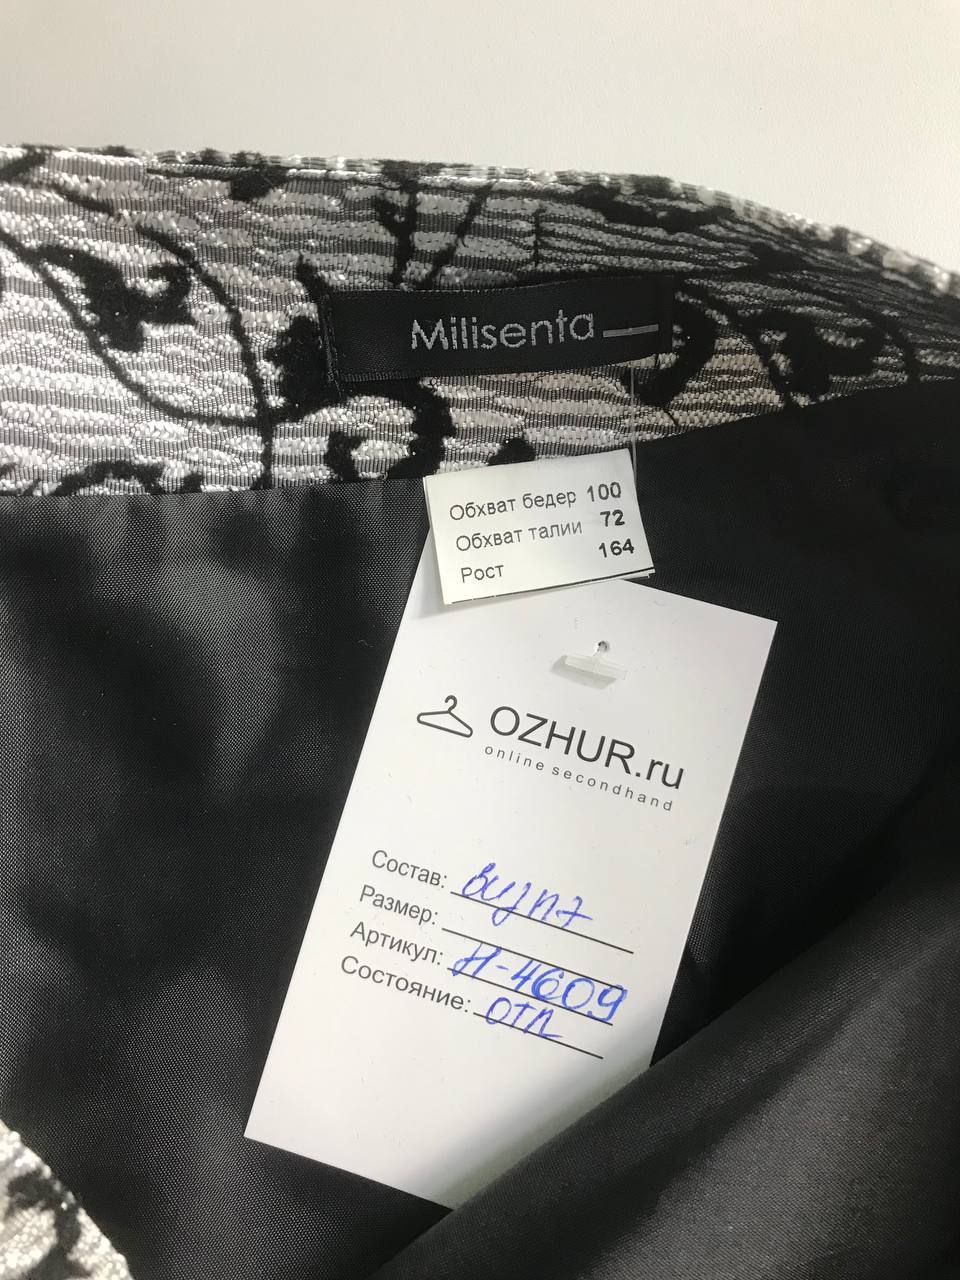 Milisenta
Обхват бедер 100
Обхват талии 72
Рост 164
OZHUR.ru
online secondhand
Состав:
Размер:
Артикул: Н-4609
Состояние: отл